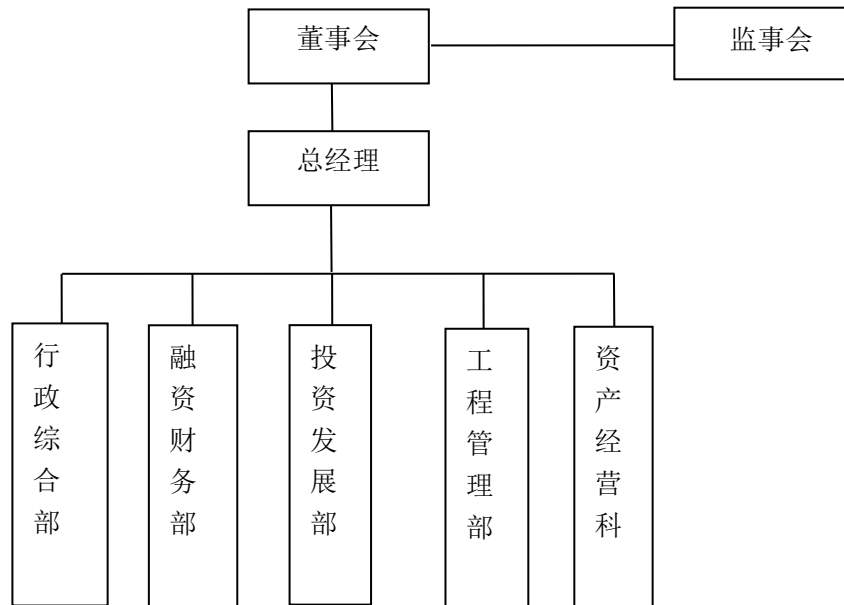 董事会
监事会
总经理
行政综合部
融资财务部
投资发展部
工程管理部
资产经营科